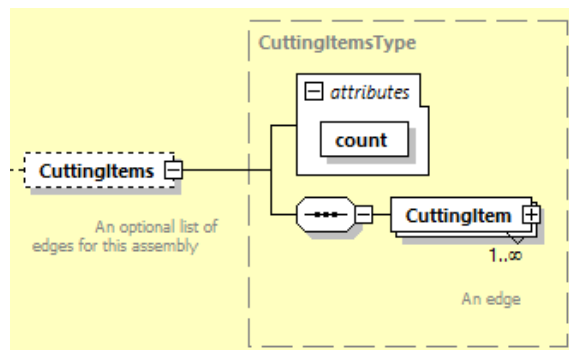 CuttingItemsType
attributes
count
CuttingItems
An optional list of
edges for this assembly
CuttingItem
1..∞
An edge